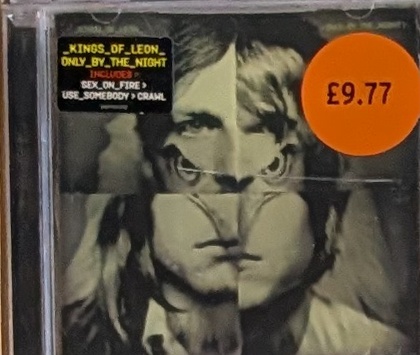 _KINGS_OF_LEON_
ONLY_BY_THE_NIGHT
INCLUDES
SEX_ON_FIRE >
USE_SOMEBODY > CRAWL
£9.77